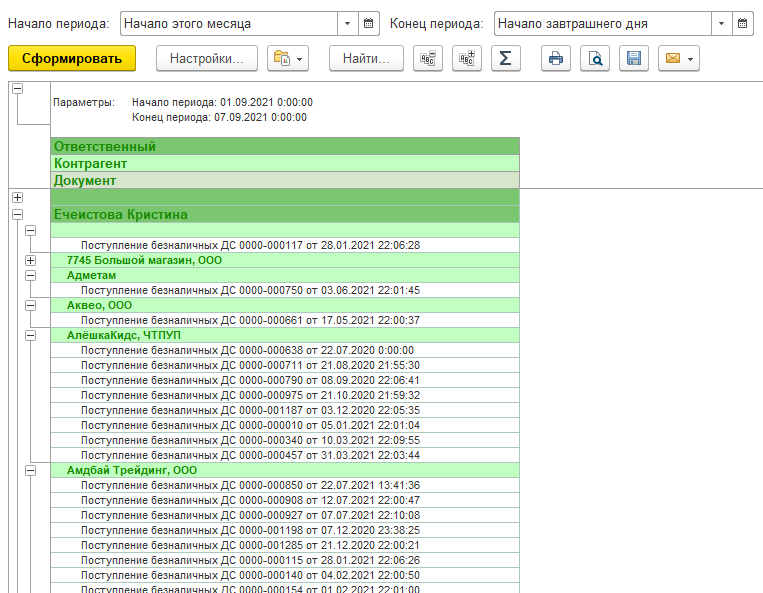 Начало периода: Начало этого месяца Конец периода: Начало завтрашнего дня
Сформировать Настройки... Найти... Σ
Параметры: Начало периода: 01.09.2021 0:00:00
Конец периода: 07.09.2021 0:00:00
Ответственный
Контрагент
Документ
Ечеистова Кристина
Поступление безналичных ДС 0000-000117 от 28.01.2021 22:06:28
7745 Большой магазин, ООО
Адметам
Поступление безналичных ДС 0000-000750 от 03.06.2021 22:01:45
Аквео, ООО
Поступление безналичных ДС 0000-000661 от 17.05.2021 22:00:37
АлёшкаКидс, ЧТПУП
Поступление безналичных ДС 0000-000638 от 22.07.2020 0:00:00
Поступление безналичных ДС 0000-000711 от 21.08.2020 21:55:30
Поступление безналичных ДС 0000-000790 от 08.09.2020 22:06:41
Поступление безналичных ДС 0000-000975 от 21.10.2020 21:59:32
Поступление безналичных ДС 0000-001187 от 03.12.2020 22:05:35
Поступление безналичных ДС 0000-000010 от 05.01.2021 22:01:04
Поступление безналичных ДС 0000-000340 от 10.03.2021 22:09:55
Поступление безналичных ДС 0000-000457 от 31.03.2021 22:03:44
Амдбай Трейдинг, ООО
Поступление безналичных ДС 0000-000850 от 22.07.2021 13:41:36
Поступление безналичных ДС 0000-000908 от 12.07.2021 22:00:47
Поступление безналичных ДС 0000-000927 от 07.07.2021 22:10:08
Поступление безналичных ДС 0000-001198 от 07.12.2020 23:38:25
Поступление безналичных ДС 0000-001285 от 21.12.2020 22:00:21
Поступление безналичных ДС 0000-000115 от 28.01.2021 22:06:26
Поступление безналичных ДС 0000-000140 от 04.02.2021 22:00:50
Поступление безналичных ДС 0000-000154 от 01.02.2021 22:01:00